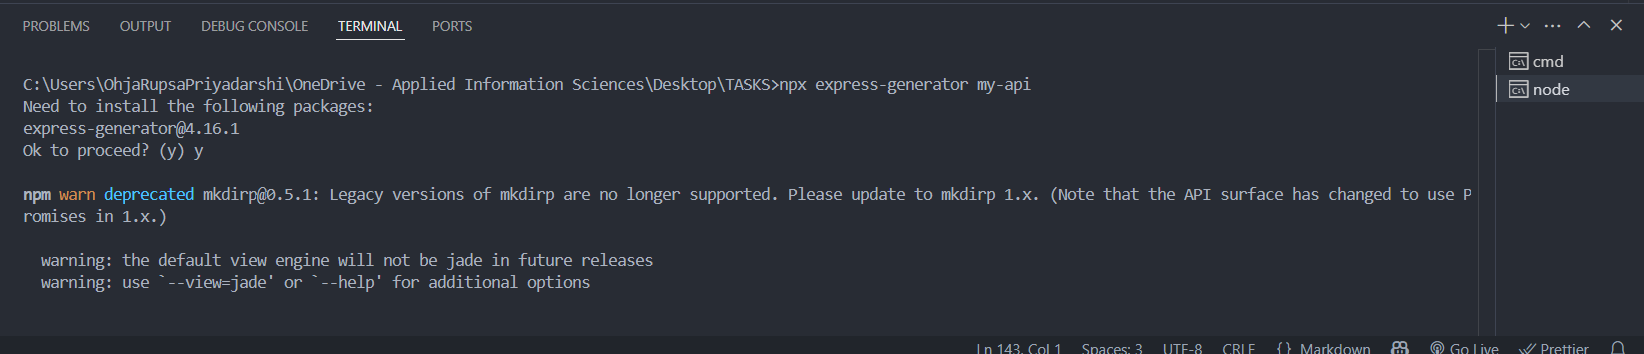 PROBLEMS OUTPUT DEBUG CONSOLE TERMINAL PORTS
C:\Users\OhjaRupsaPriyadarshi\OneDrive - Applied Information Sciences\Desktop\TASKS>npx express-generator my-api
Need to install the following packages:
express-generator@4.16.1
Ok to proceed? (y) y
npm warn deprecated mkdirp@0.5.1: Legacy versions of mkdirp are no longer supported. Please update to mkdirp 1.x. (Note that the API surface has changed to use P
romises in 1.x.)
warning: the default view engine will not be jade in future releases
warning: use `--view=jade' or `--help' for additional options
cmd
node
Ln 143, Col 1 Spaces: 3 UTF-8 CRLF {} Markdown Go Live Prettier